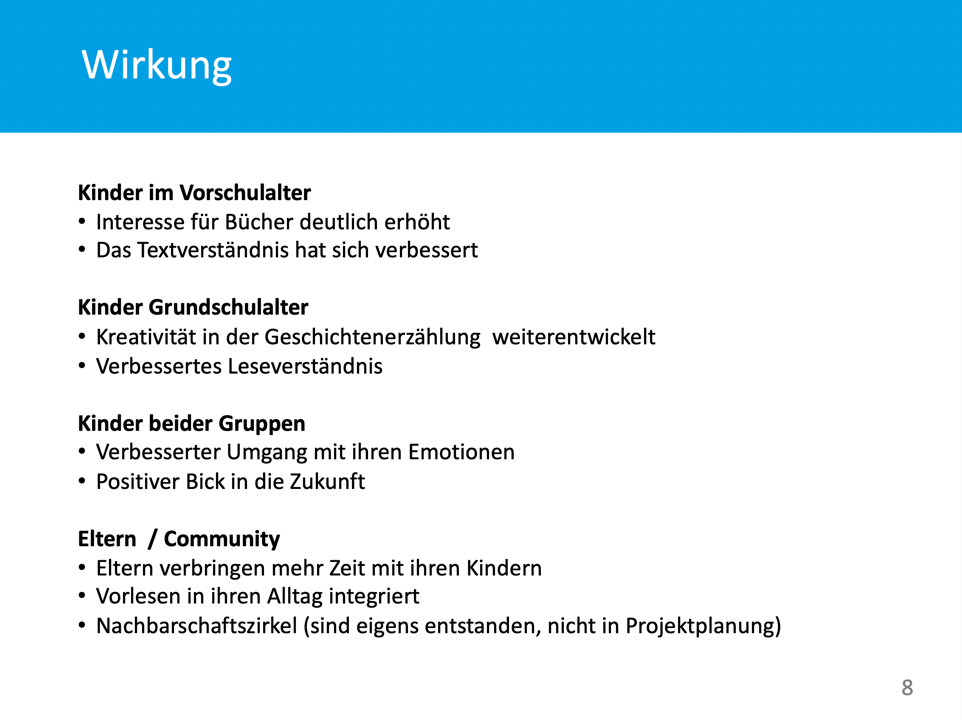 Wirkung
Kinder im Vorschulalter
• Interesse für Bücher deutlich erhöht
• Das Textverständnis hat sich verbessert
Kinder Grundschulalter
• Kreativität in der Geschichtenerzählung  weiterentwickelt
• Verbessertes Leseverständnis
Kinder beider Gruppen
• Verbesserter Umgang mit ihren Emotionen
• Positiver Bick in die Zukunft
Eltern  / Community
• Eltern verbringen mehr Zeit mit ihren Kindern
• Vorlesen in ihren Alltag integriert
• Nachbarschaftszirkel (sind eigens entstanden, nicht in Projektplanung)
8